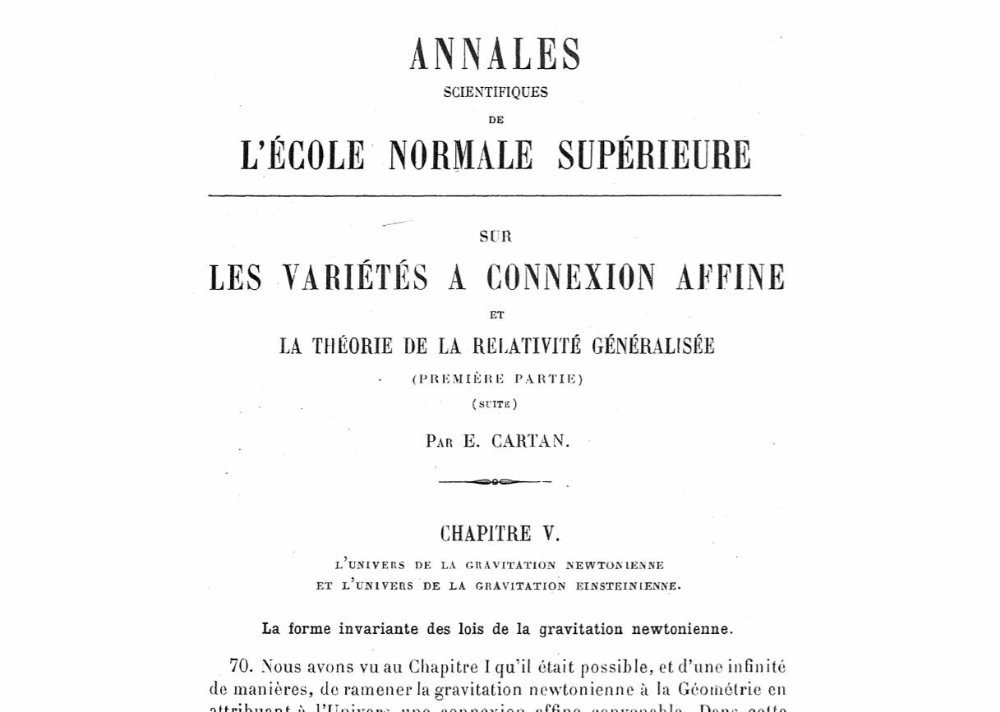 ANNALES
SCIENTIFIQUES
DE
L'ÉCOLE NORMALE SUPÉRIEURE
SUR
LES VARIÉTÉS A CONNEXION AFFINE
ET
LA THÉORIE DE LA RELATIVITÉ GÉNÉRALISÉE
(PREMIÈRE PARTIE)
(SUITE)
PAR E. CARTAN.
CHAPITRE V.
L'UNIVERS DE LA GRAVITATION NEWTONIENNE
ET L'UNIVERS DE LA GRAVITATION EINSTEINIENNE.
La forme invariante des lois de la gravitation newtonienne.
70. Nous avons vu au Chapitre I qu'il était possible, et d'une infinité
de manières, de ramener la gravitation newtonienne à la Géométrie en
attribuant à l'Univers une connexion affine convenable. Dans cette